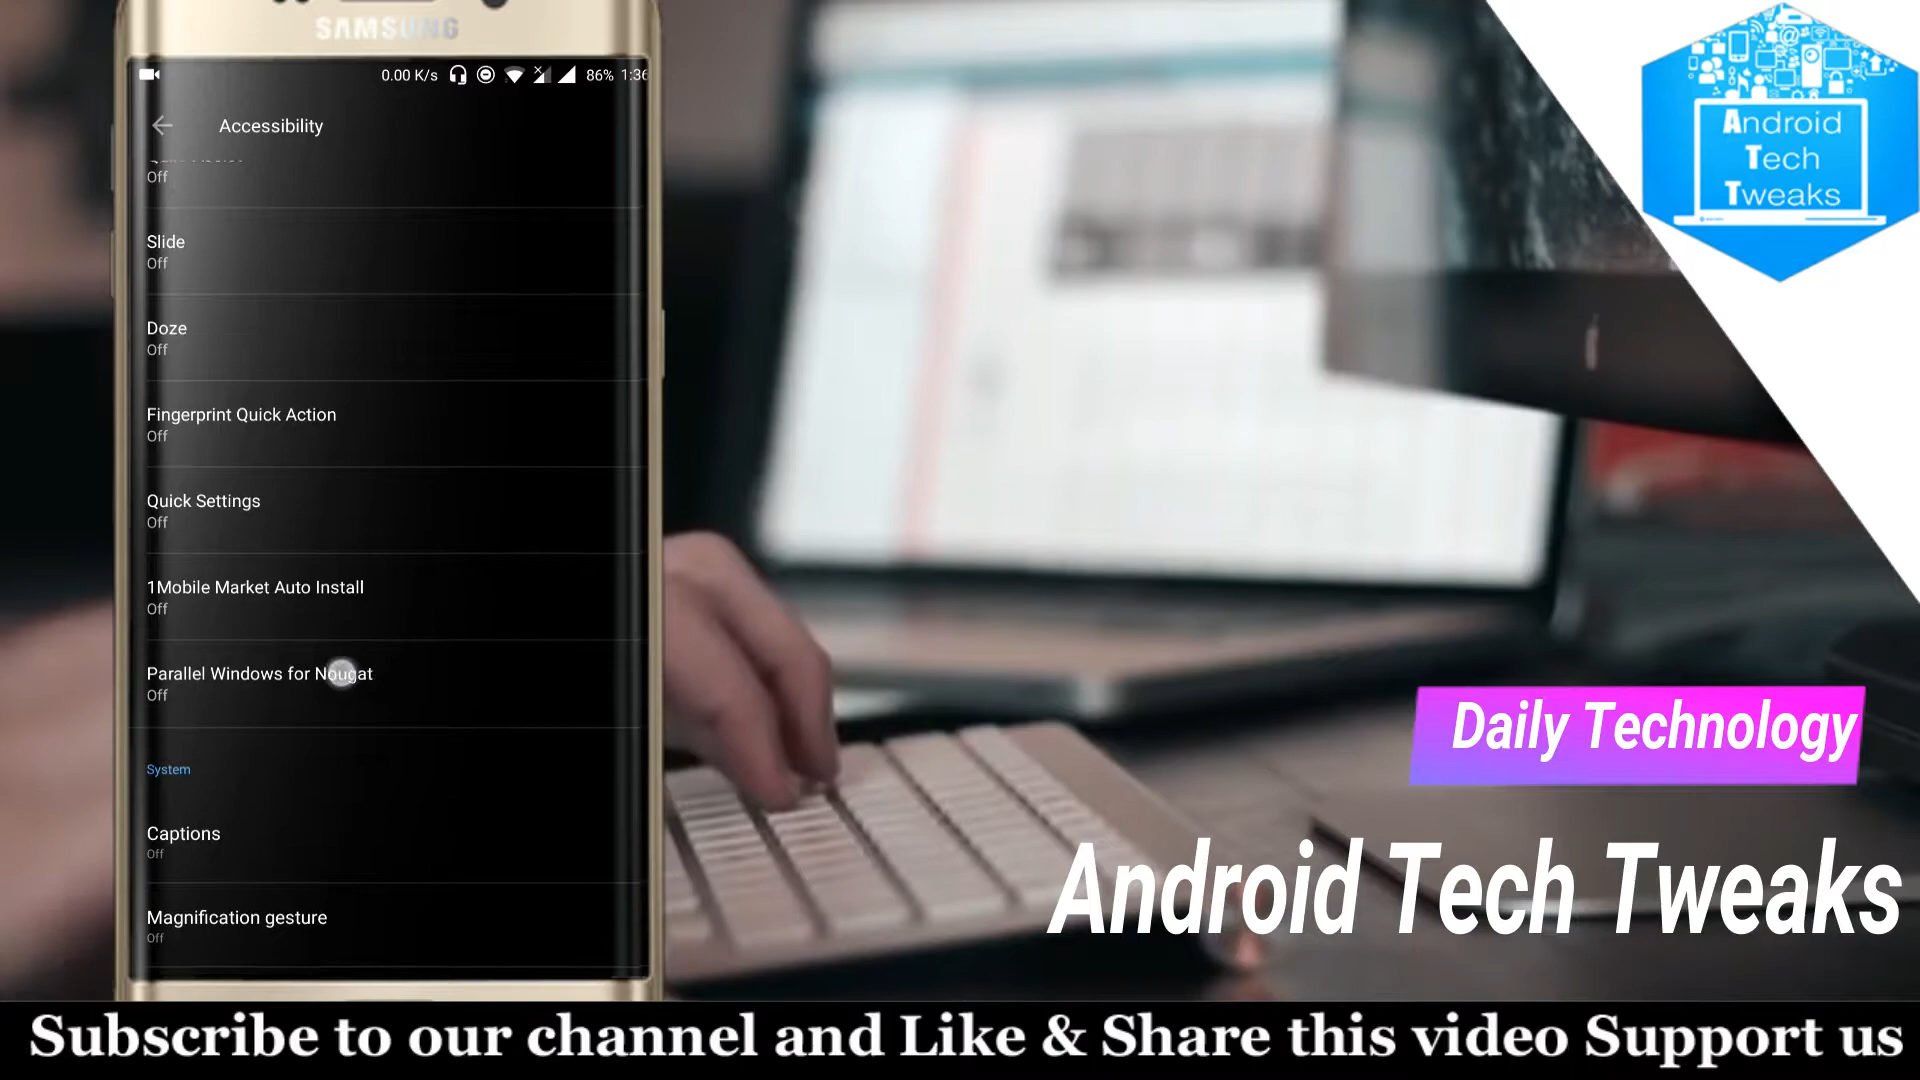 SAMSUNG
0.00 K/s 86% 1:36
Accessibility
Off
Slide
Off
Doze
Off
Fingerprint Quick Action
Off
Quick Settings
Off
1Mobile Market Auto Install
Off
Parallel Windows for Nougat
Off
System
Captions
Off
Magnification gesture
Off
Android
Tech
Tweaks
Daily Technology
Android Tech Tweaks
Subscribe to our channel and Like & Share this video Support us